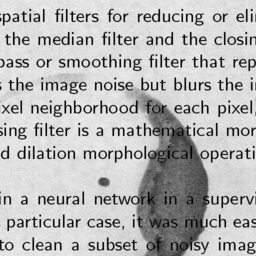 spatial filters for reducing or eli
the median filter and the closin
pass or smoothing filter that rep
the image noise but blurs the i
ixel neighborhood for each pixel,
sing filter is a mathematical mor
d dilation morphological operati
in a neural network in a supervi
particular case, it was much eas
to clean a subset of noisy imag